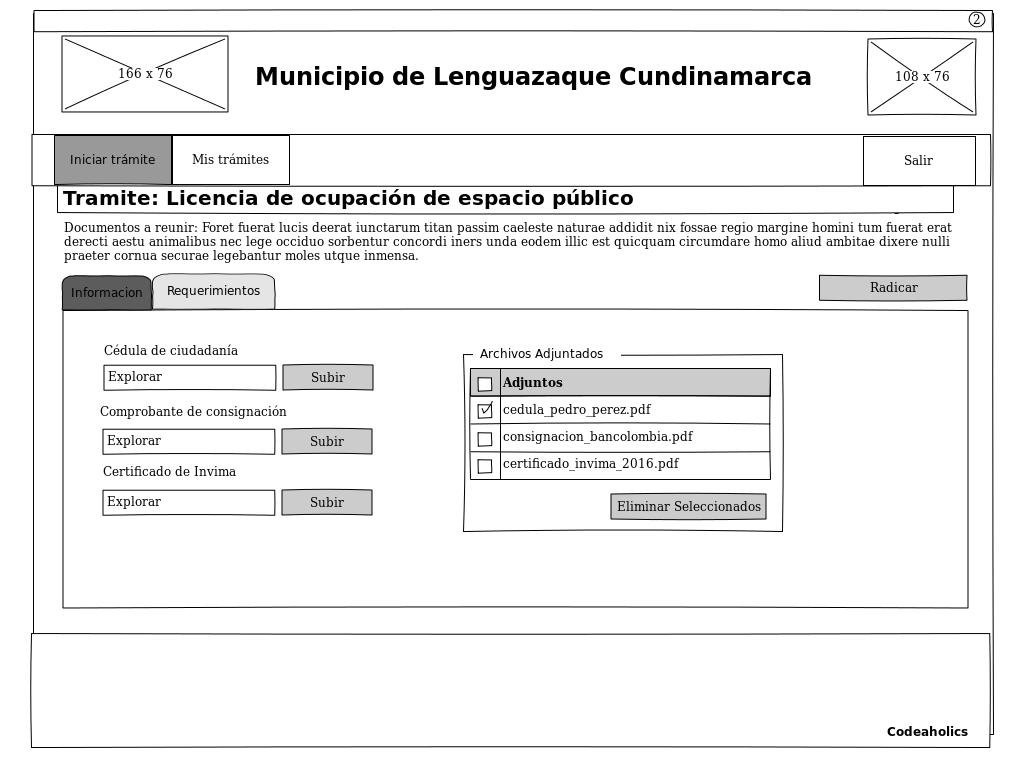 2
166 x 76
Municipio de Lenguazaque Cundinamarca
108 x 76
Iniciar trámite
Mis trámites
Salir
Tramite: Licencia de ocupación de espacio público
Documentos a reunir: Foret fuerat lucis deerat iunctarum titan passim caeleste naturae addidit nix fossae regio margine homini tum fuerat erat
derecti aestu animalibus nec lege occiduo sorbentur concordi iners unda eodem illic est quicquam circumdare homo aliud ambitae dixere nulli
praeter cornua securae legebantur moles utque inmensa.
Informacion
Requerimientos
Radicar
Cédula de ciudadanía
Explorar
Subir
Comprobante de consignación
Explorar
Subir
Certificado de Invima
Explorar
Subir
Archivos Adjuntados
Adjuntos
cedula_pedro_perez.pdf
consignacion_bancolombia.pdf
certificado_invima_2016.pdf
Eliminar Seleccionados
Codeaholics